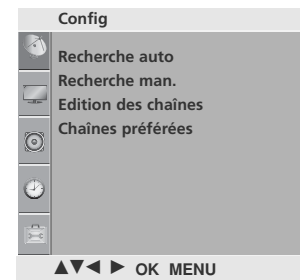 Config
Recherche auto
Recherche man.
Edition des chaînes
Chaînes préférées
▲▼◄ ► OK MENU